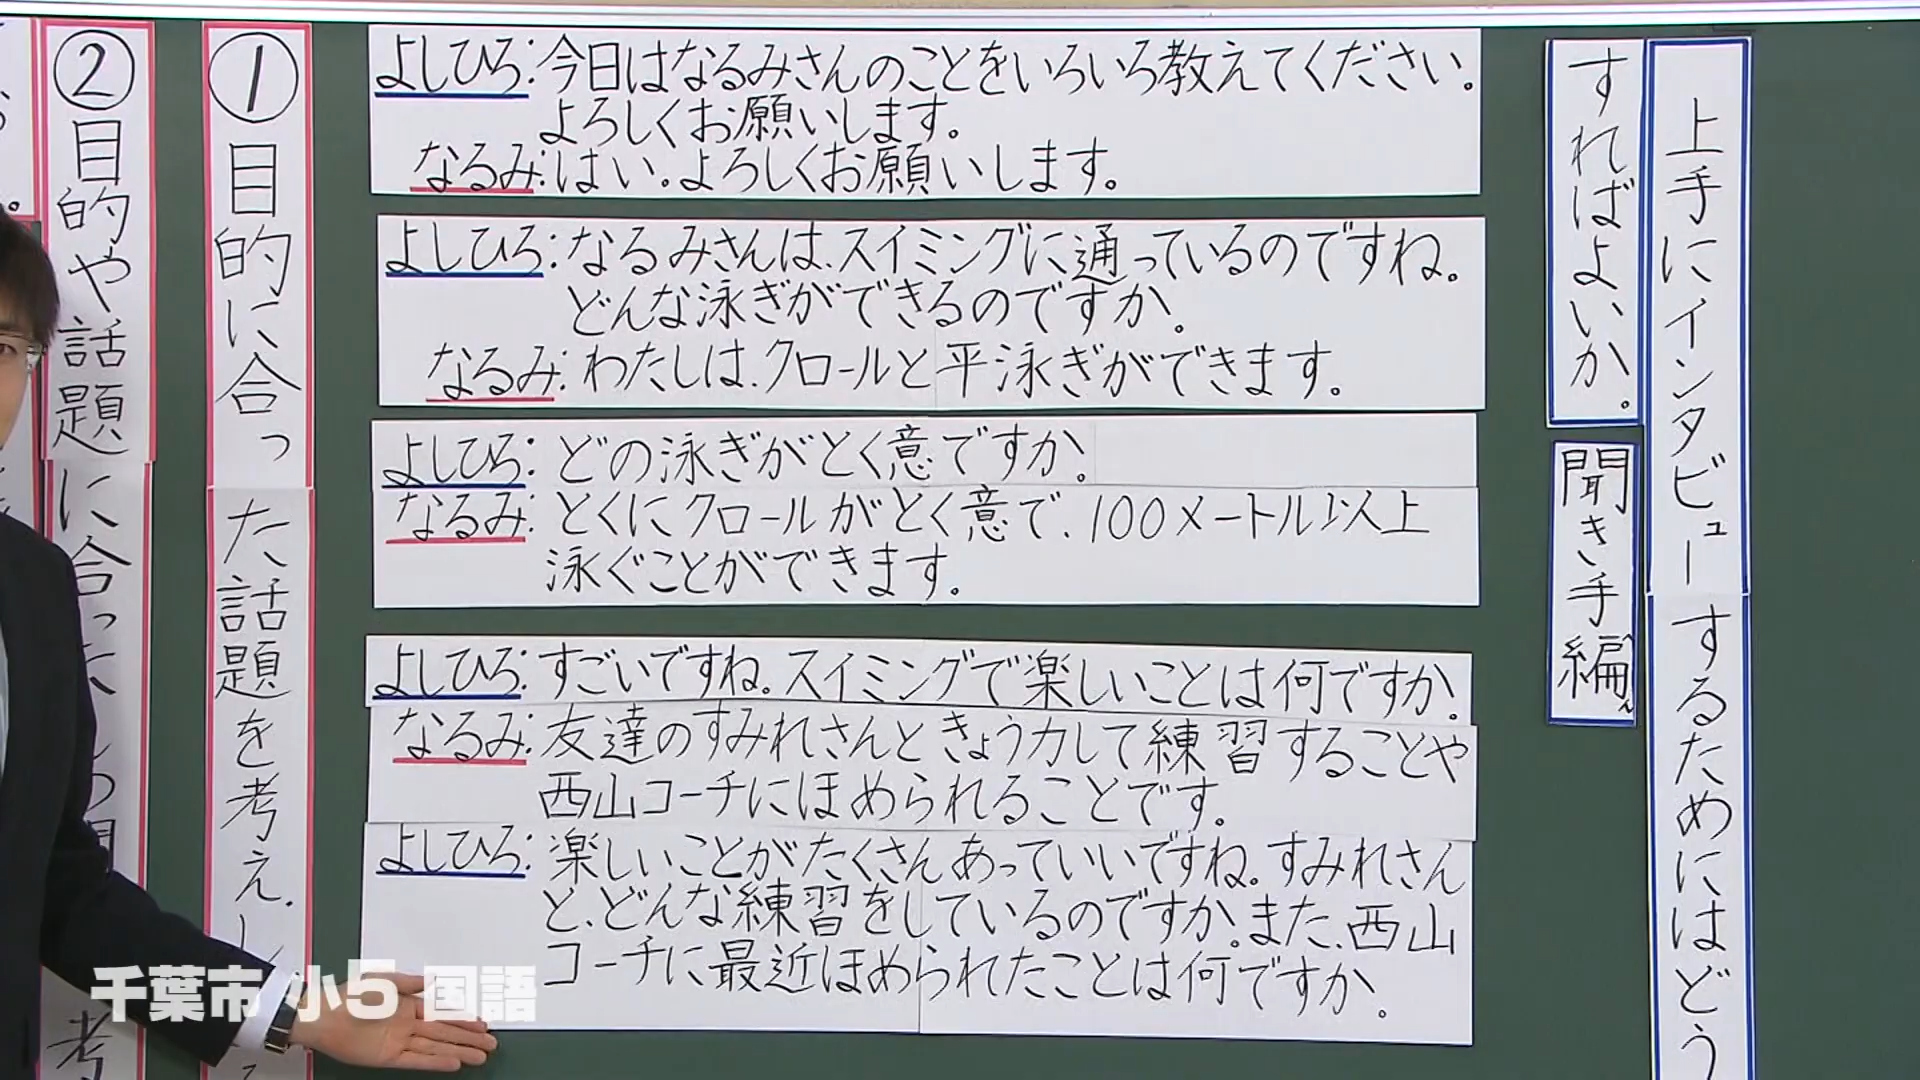 上手にインタビューするためにはどう
すればよいか。
聞き手編
へん
よしひろ:今日はなるみさんのことをいろいろ教えてください。
よろしくお願いします。
なるみ:はい。よろしくお願いします。
よしひろ:なるみさんは、スイミングに通っているのですね。
どんな泳ぎができるのですか。
なるみ:わたしは、クロールと平泳ぎができます。
よしひろ:どの泳ぎがとく意ですか。
なるみ:とくにクロールがとく意で、100メートル以上
泳ぐことができます。
よしひろ:すごいですね。スイミングで楽しいことは何ですか。
なるみ:友達のすみれさんときょう力して練習することや
西山コーチにほめられることです。
よしひろ:楽しいことがたくさんあっていいですね。すみれさん
と、どんな練習をしているのですか。また、西山
コーチに最近ほめられたことは何ですか。
①目的に合った話題を考え、
②目的や話題に合った
考
千葉市 小5 国語